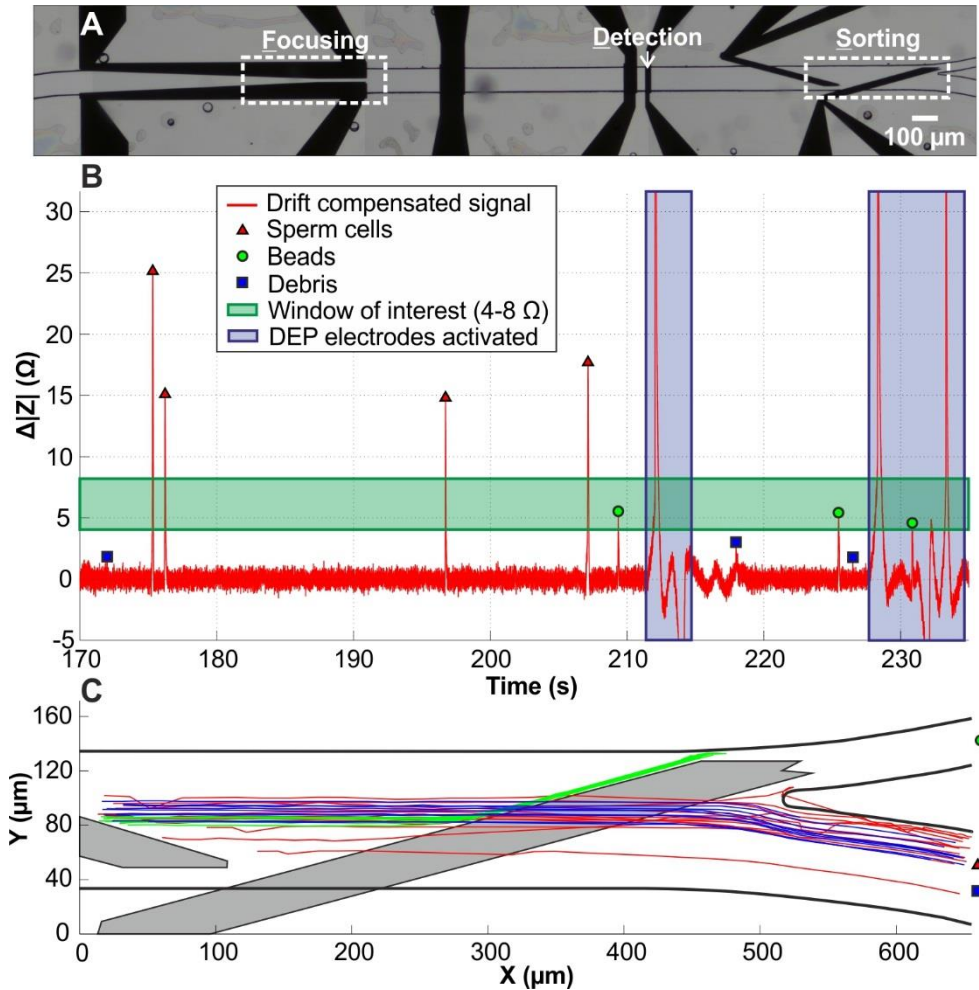 A
Focusing
Detection
Sorting
100 µm
B
Drift compensated signal
Sperm cells
Beads
Debris
Window of interest (4-8 Ω)
DEP electrodes activated
Δ|Z| (Ω)
30
25
20
15
10
5
0
-5
170 180 190 200 210 220 230
Time (s)
C
Y (µm)
160
120
80
40
0
0 100 200 300 400 500 600
X (µm)